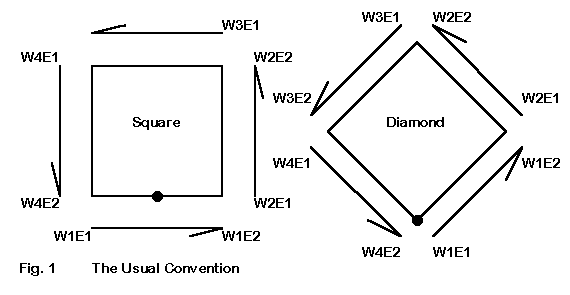 W3E1
W3E1 W2E2
W4E1
W2E2
W3E2
W2E1
Square
Diamond
W4E1
W1E2
W4E2
W2E1
W1E1
W1E2
W4E2
W1E1
Fig. 1 The Usual Convention